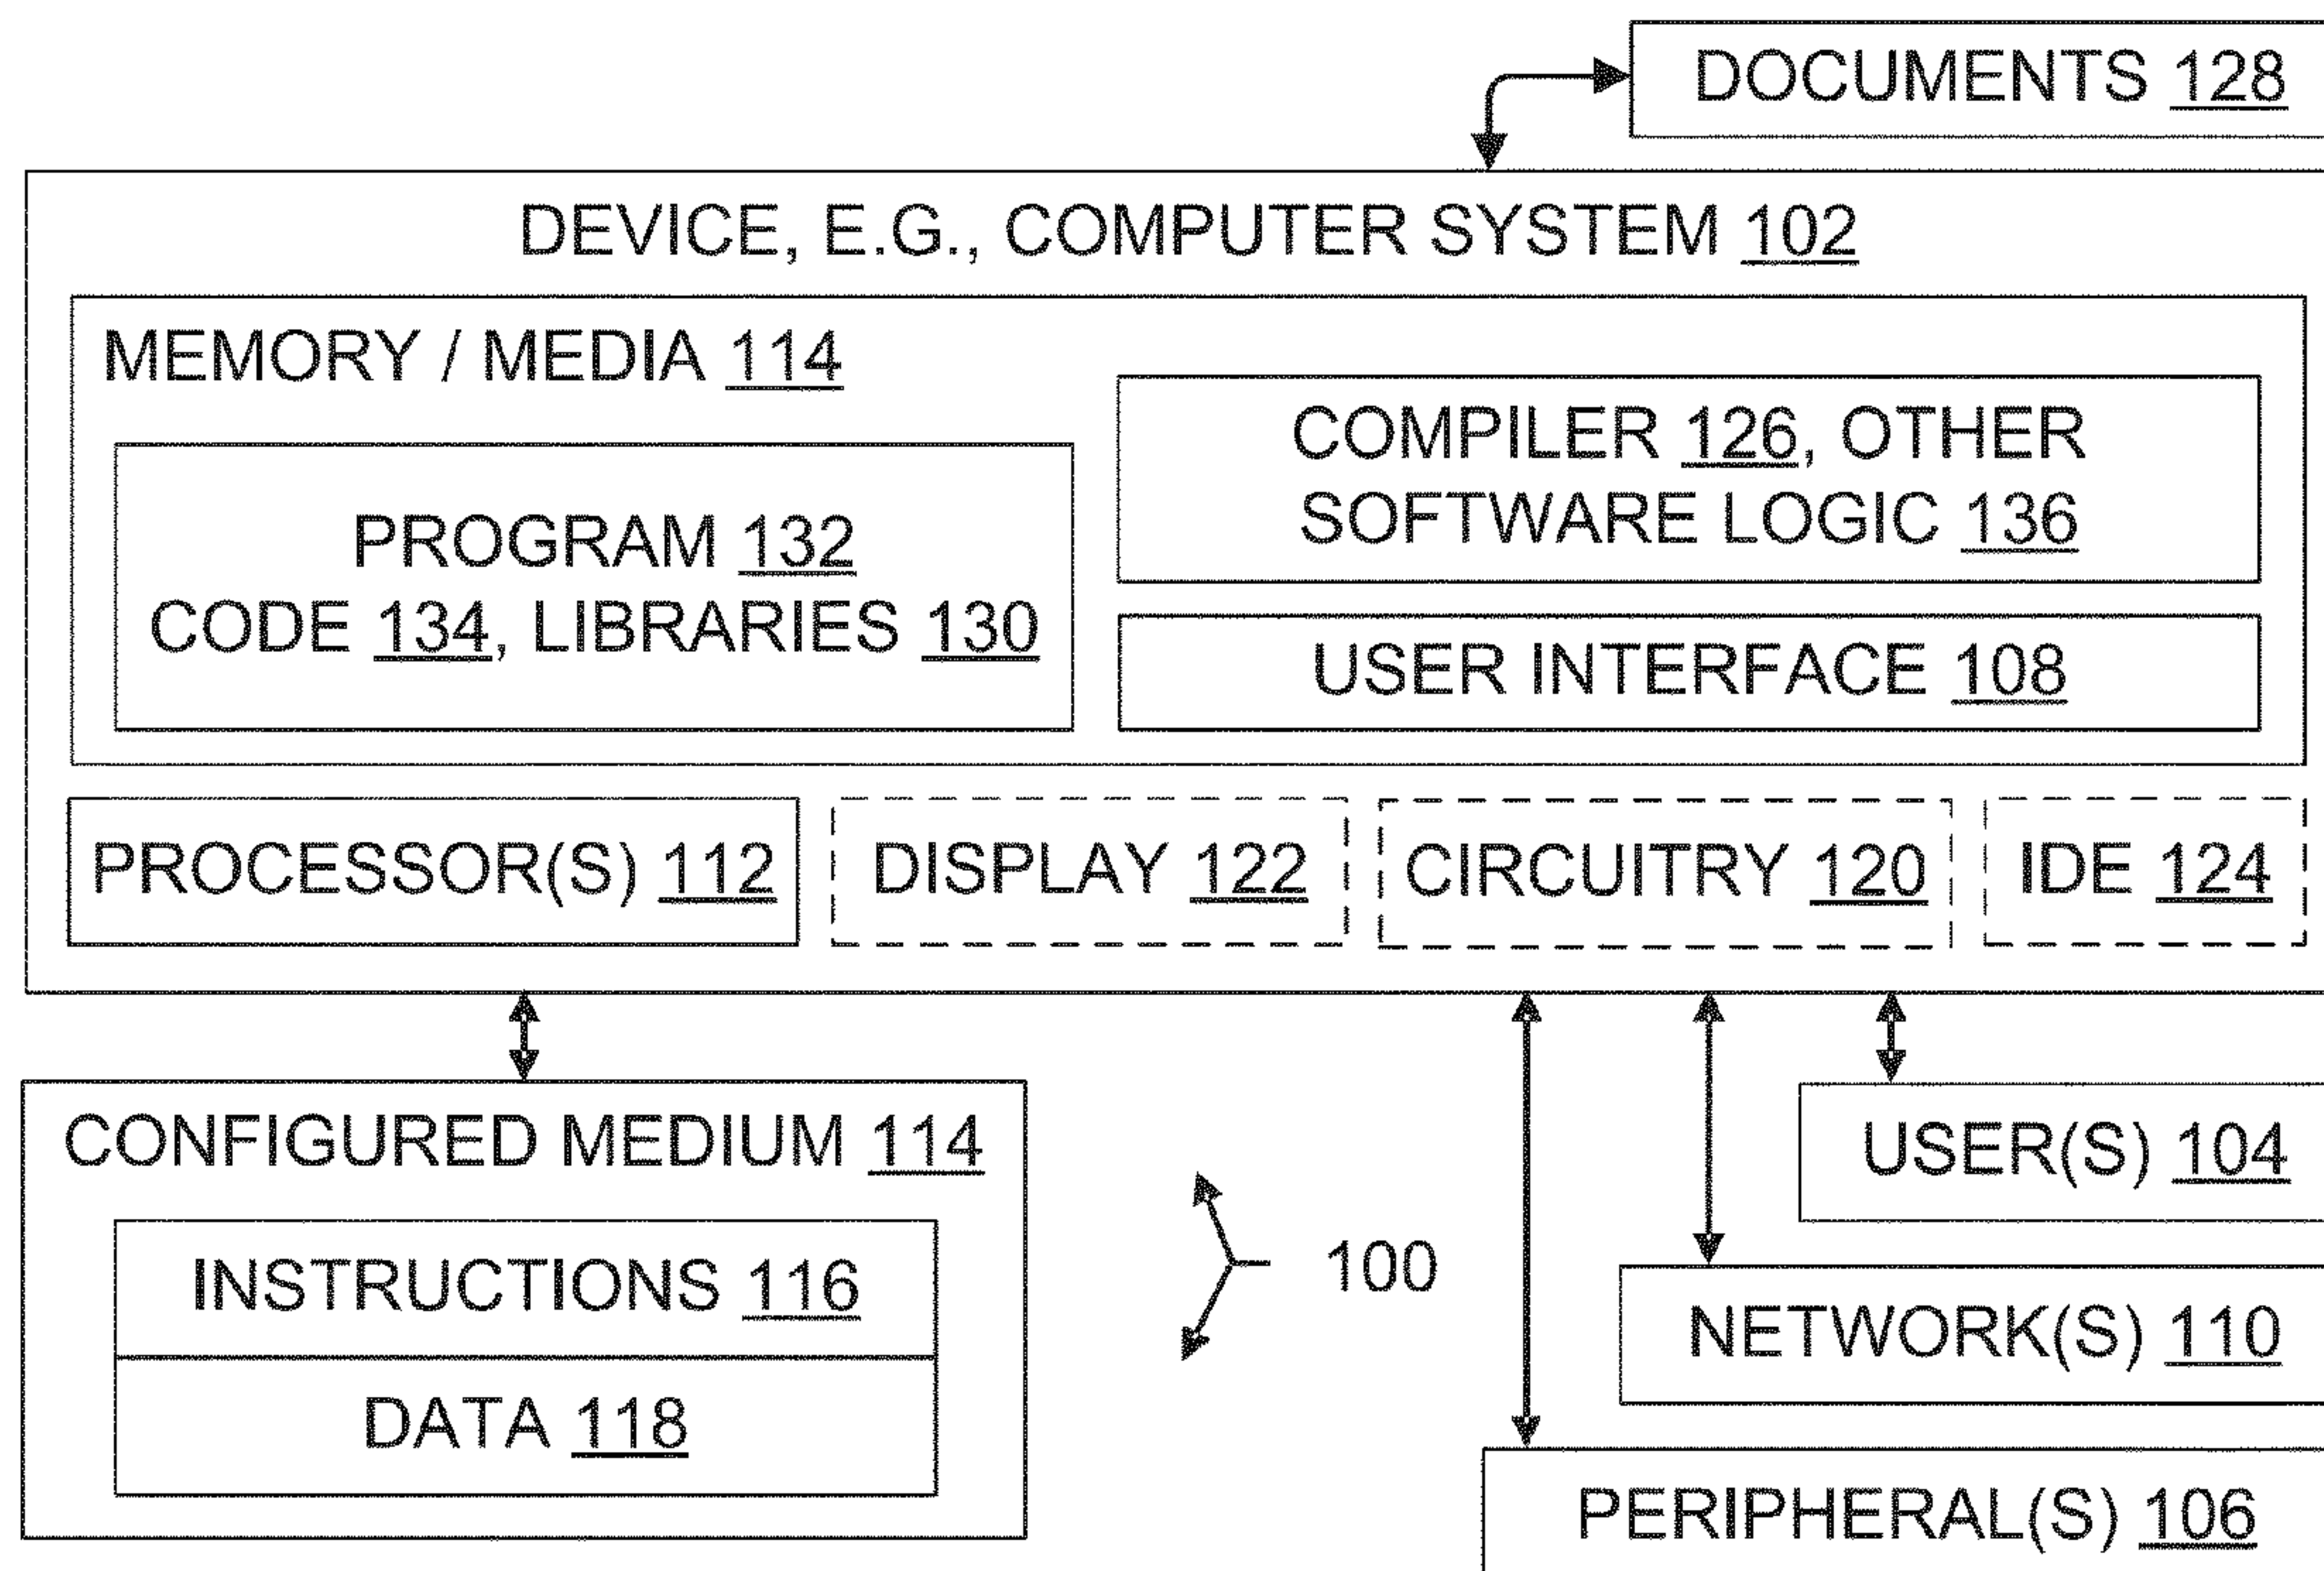 DOCUMENTS 128
DEVICE, E.G., COMPUTER SYSTEM 102
MEMORY / MEDIA 114
PROGRAM 132
CODE 134, LIBRARIES 130
COMPILER 126, OTHER
SOFTWARE LOGIC 136
USER INTERFACE 108
PROCESSOR(S) 112
DISPLAY 122
CIRCUITRY 120
IDE 124
CONFIGURED MEDIUM 114
INSTRUCTIONS 116
DATA 118
100
USER(S) 104
NETWORK(S) 110
PERIPHERAL(S) 106